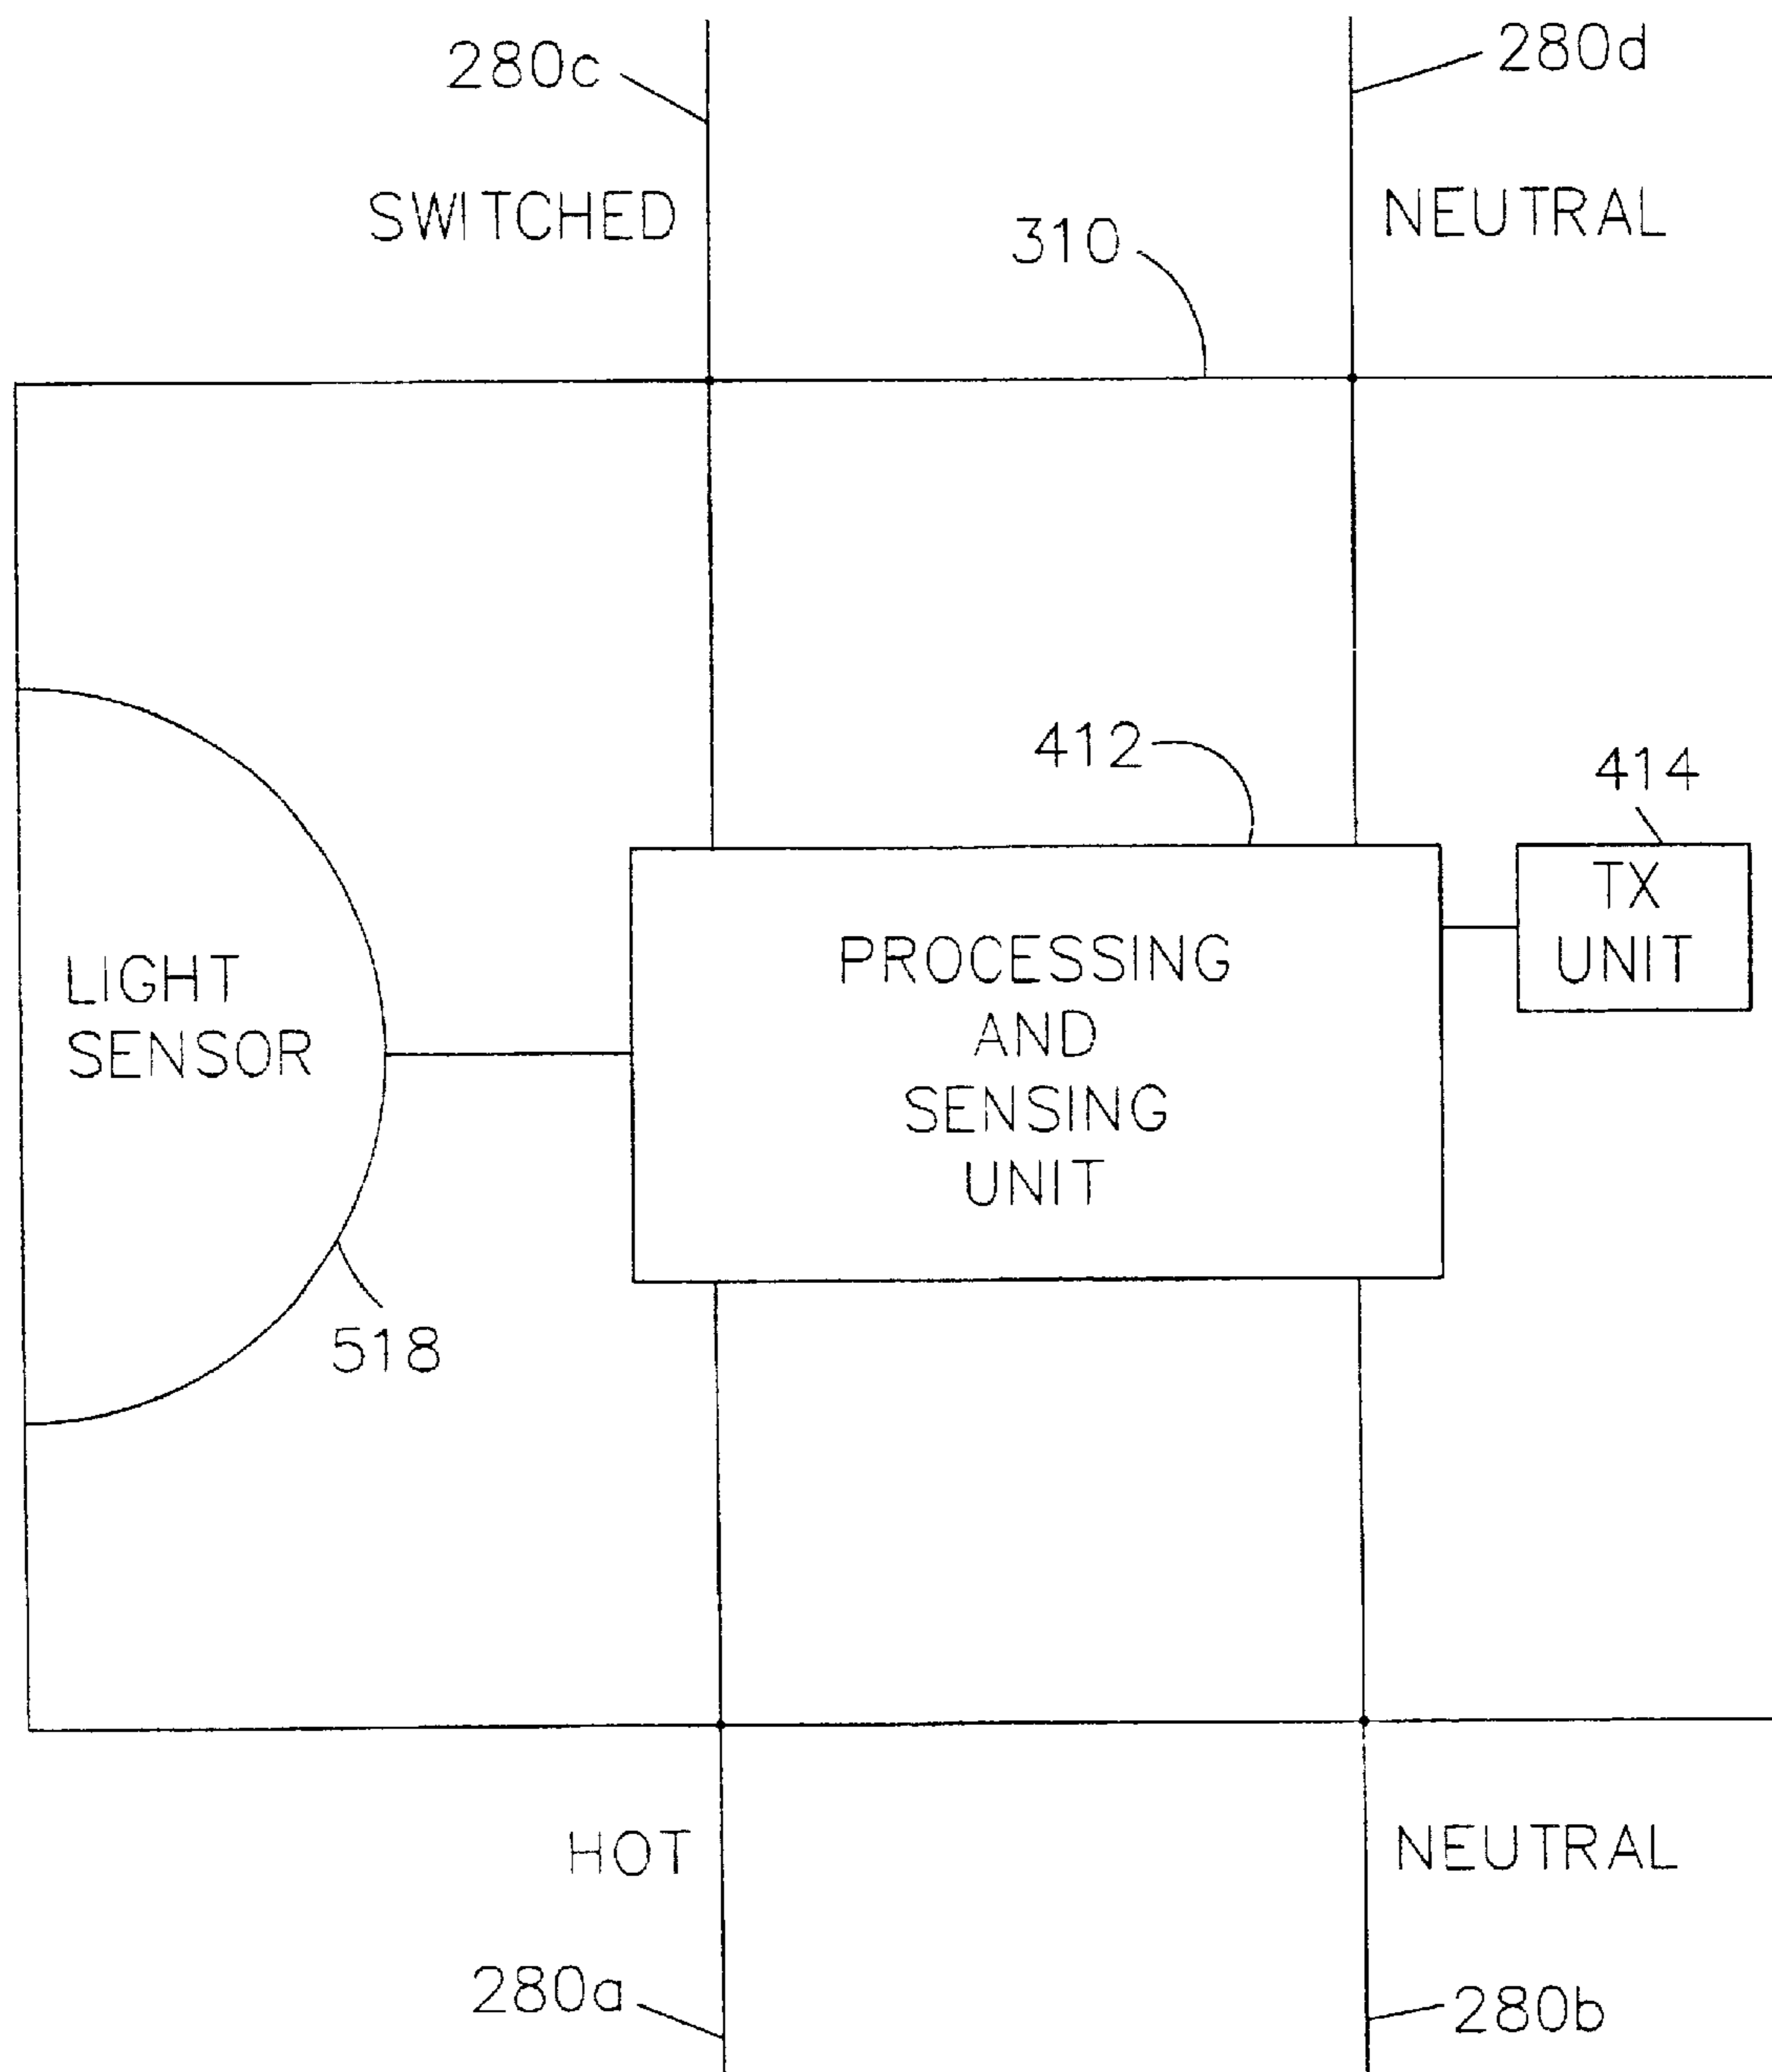 280c
280d
SWITCHED
NEUTRAL
310
412
414
TX
UNIT
LIGHT
SENSOR
PROCESSING
AND
SENSING
UNIT
518
HOT
NEUTRAL
280a
280b